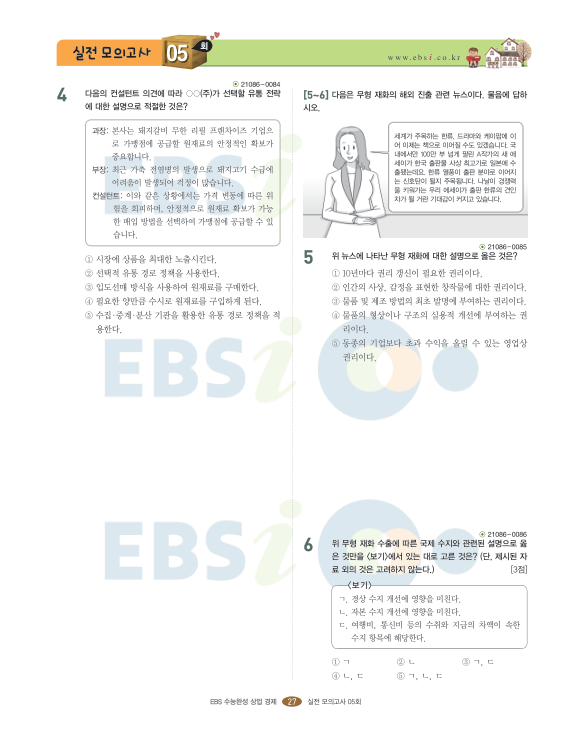 실전 모의고사 05 회
www.ebsi.co.kr
21086-0084
4 다음의 컨설턴트 의견에 따라 ○○(주)가 선택할 유통 전략
에 대한 설명으로 적절한 것은?
과장: 본사는 돼지갈비 무한 리필 프랜차이즈 기업으
로 가맹점에 공급할 원재료의 안정적인 확보가
중요합니다.
부장: 최근 가축 전염병의 발생으로 돼지고기 수급에
어려움이 발생되어 걱정이 많습니다.
컨설턴트: 이와 같은 상황에서는 가격 변동에 따른 위
험을 회피하며, 안정적으로 원재료 확보가 가능
한 매입 방법을 선택하여 가맹점에 공급할 수 있
습니다.
① 시장에 상품을 최대한 노출시킨다.
② 선택적 유통 경로 정책을 사용한다.
③ 입도선매 방식을 사용하여 원재료를 구매한다.
④ 필요한 양만큼 수시로 원재료를 구입하게 된다.
⑤ 수집·중계·분산 기관을 활용한 유통 경로 정책을 적
용한다.
[5~6] 다음은 무형 재화의 해외 진출 관련 뉴스이다. 물음에 답하
시오.
세계가 주목하는 한류, 드라마와 케이팝에 이
어 이제는 책으로 이어질 수도 있겠습니다. 국
내에서만 100만 부 넘게 팔린 A작가의 새 에
세이가 한국 출판물 사상 최고가로 일본에 수
출됐는데요. 한류 열풍이 출판 분야로 이어지
는 신호탄이 될지 주목됩니다. 나날이 경쟁력
을 키워가는 우리 에세이가 출판 한류의 견인
차가 될 거란 기대감이 커지고 있습니다.
21086-0085
5 위 뉴스에 나타난 무형 재화에 대한 설명으로 옳은 것은?
① 10년마다 권리 갱신이 필요한 권리이다.
② 인간의 사상, 감정을 표현한 창작물에 대한 권리이다.
③ 물품 및 제조 방법의 최초 발명에 부여하는 권리이다.
④ 물품의 형상이나 구조의 실용적 개선에 부여하는 권
리이다.
⑤ 동종의 기업보다 초과 수익을 올릴 수 있는 영업상
권리이다.
21086-0086
6 위 무형 재화 수출에 따른 국제 수지와 관련된 설명으로 옳
은 것만을 〈보기〉에서 있는 대로 고른 것은? (단, 제시된 자
료 외의 것은 고려하지 않는다.) [3점]
〈보기〉
ㄱ. 경상 수지 개선에 영향을 미친다.
ㄴ. 자본 수지 개선에 영향을 미친다.
ㄷ. 여행비, 통신비 등의 수취와 지급의 차액이 속한
수지 항목에 해당한다.
① ㄱ ② ㄴ ③ ㄱ, ㄷ
④ ㄴ, ㄷ ⑤ ㄱ, ㄴ, ㄷ
EBS 수능완성 상업 경제 27 실전 모의고사 05회
EBSi
EBSi
EBSi